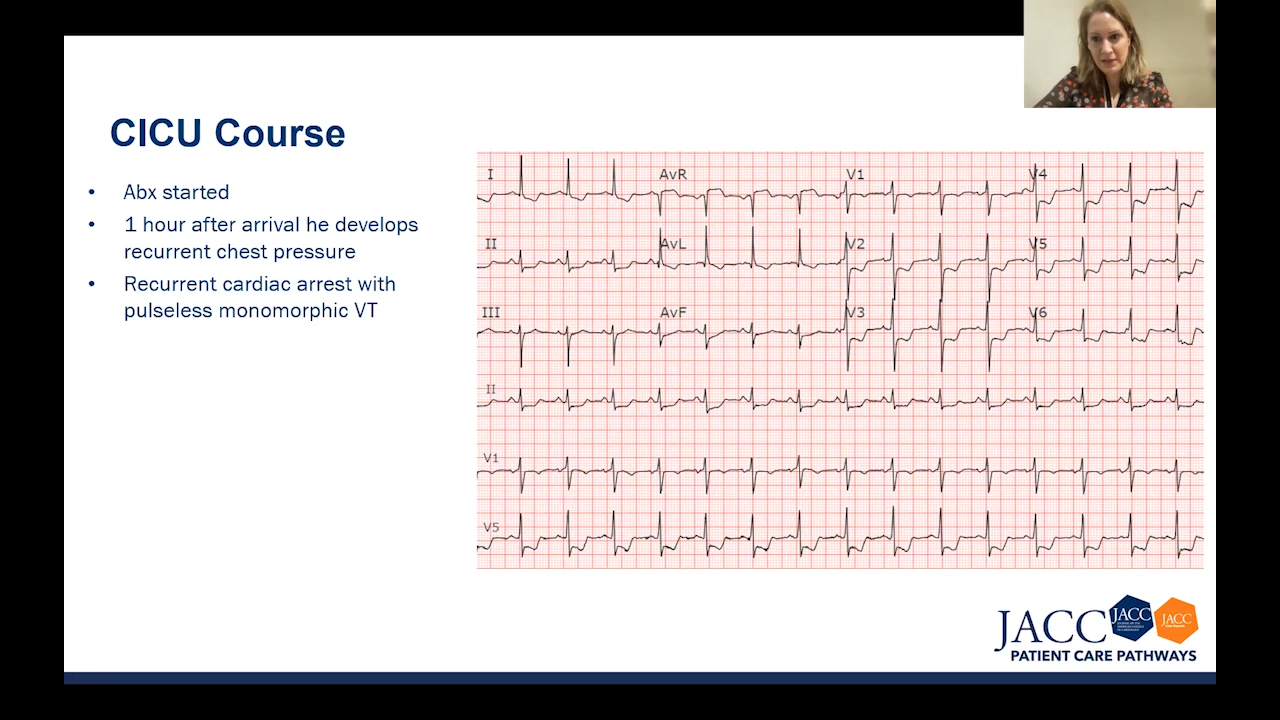 CICU Course
• Abx started
• 1 hour after arrival he develops
recurrent chest pressure
• Recurrent cardiac arrest with
pulseless monomorphic VT
I AvR V1 V4
II AvL V2 V5
III AvF V3 V6
II
V1
V5
JACC JACC JACC
PATIENT CARE PATHWAYS